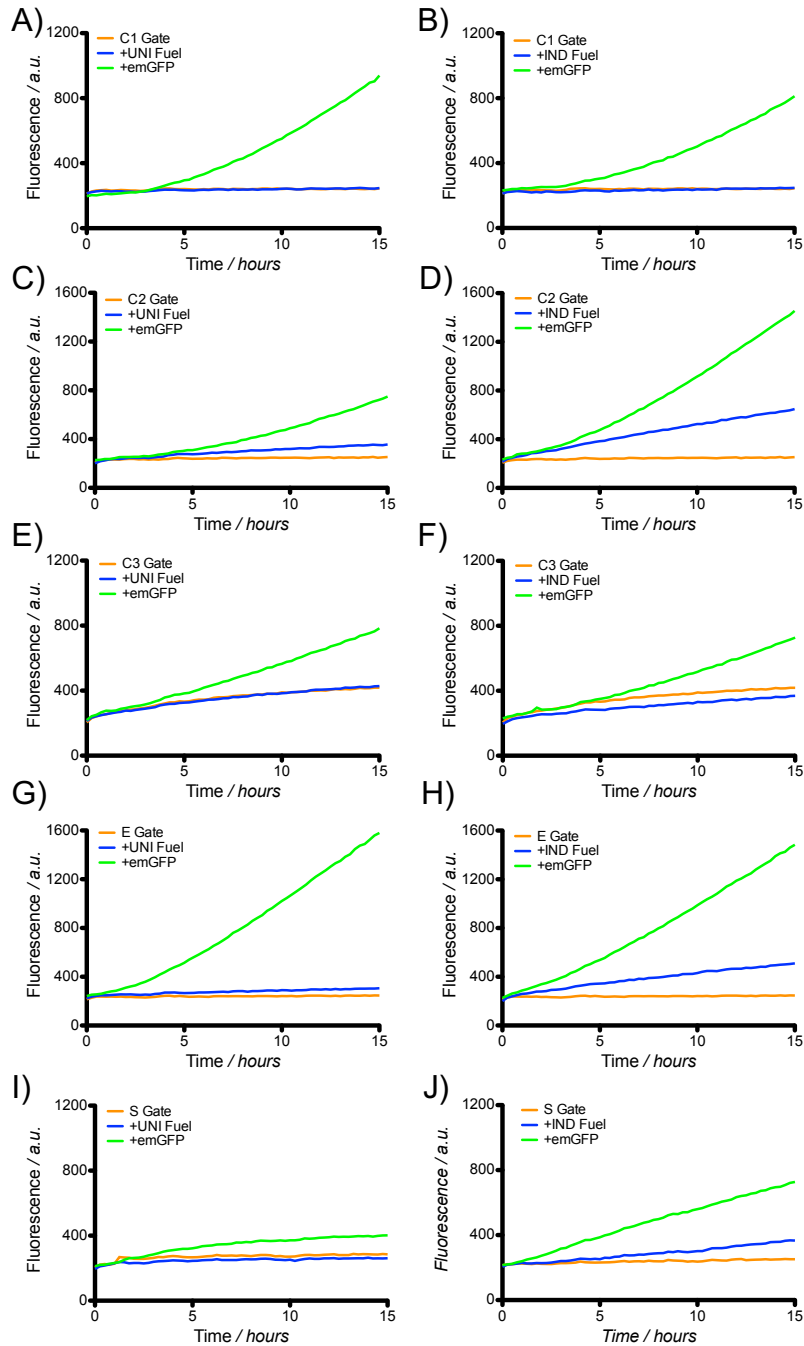 A)
Fluorescence / a.u.
1200
800
400
0
C1 Gate
+UNI Fuel
+emGFP
0 5 10 15
Time / hours
B)
Fluorescence / a.u.
1200
800
400
0
C1 Gate
+IND Fuel
+emGFP
0 5 10 15
Time / hours
C)
Fluorescence / a.u.
1600
1200
800
400
0
C2 Gate
+UNI Fuel
+emGFP
0 5 10 15
Time / hours
D)
Fluorescence / a.u.
1600
1200
800
400
0
C2 Gate
+IND Fuel
+emGFP
0 5 10 15
Time / hours
E)
Fluorescence / a.u.
1200
800
400
0
C3 Gate
+UNI Fuel
+emGFP
0 5 10 15
Time / hours
F)
Fluorescence / a.u.
1200
800
400
0
C3 Gate
+IND Fuel
+emGFP
0 5 10 15
Time / hours
G)
Fluorescence / a.u.
1600
1200
800
400
0
E Gate
+UNI Fuel
+emGFP
0 5 10 15
Time / hours
H)
Fluorescence / a.u.
1600
1200
800
400
0
E Gate
+IND Fuel
+emGFP
0 5 10 15
Time / hours
I)
Fluorescence / a.u.
1200
800
400
0
S Gate
+UNI Fuel
+emGFP
0 5 10 15
Time / hours
J)
Fluorescence / a.u.
1200
800
400
0
S Gate
+IND Fuel
+emGFP
0 5 10 15
Time / hours